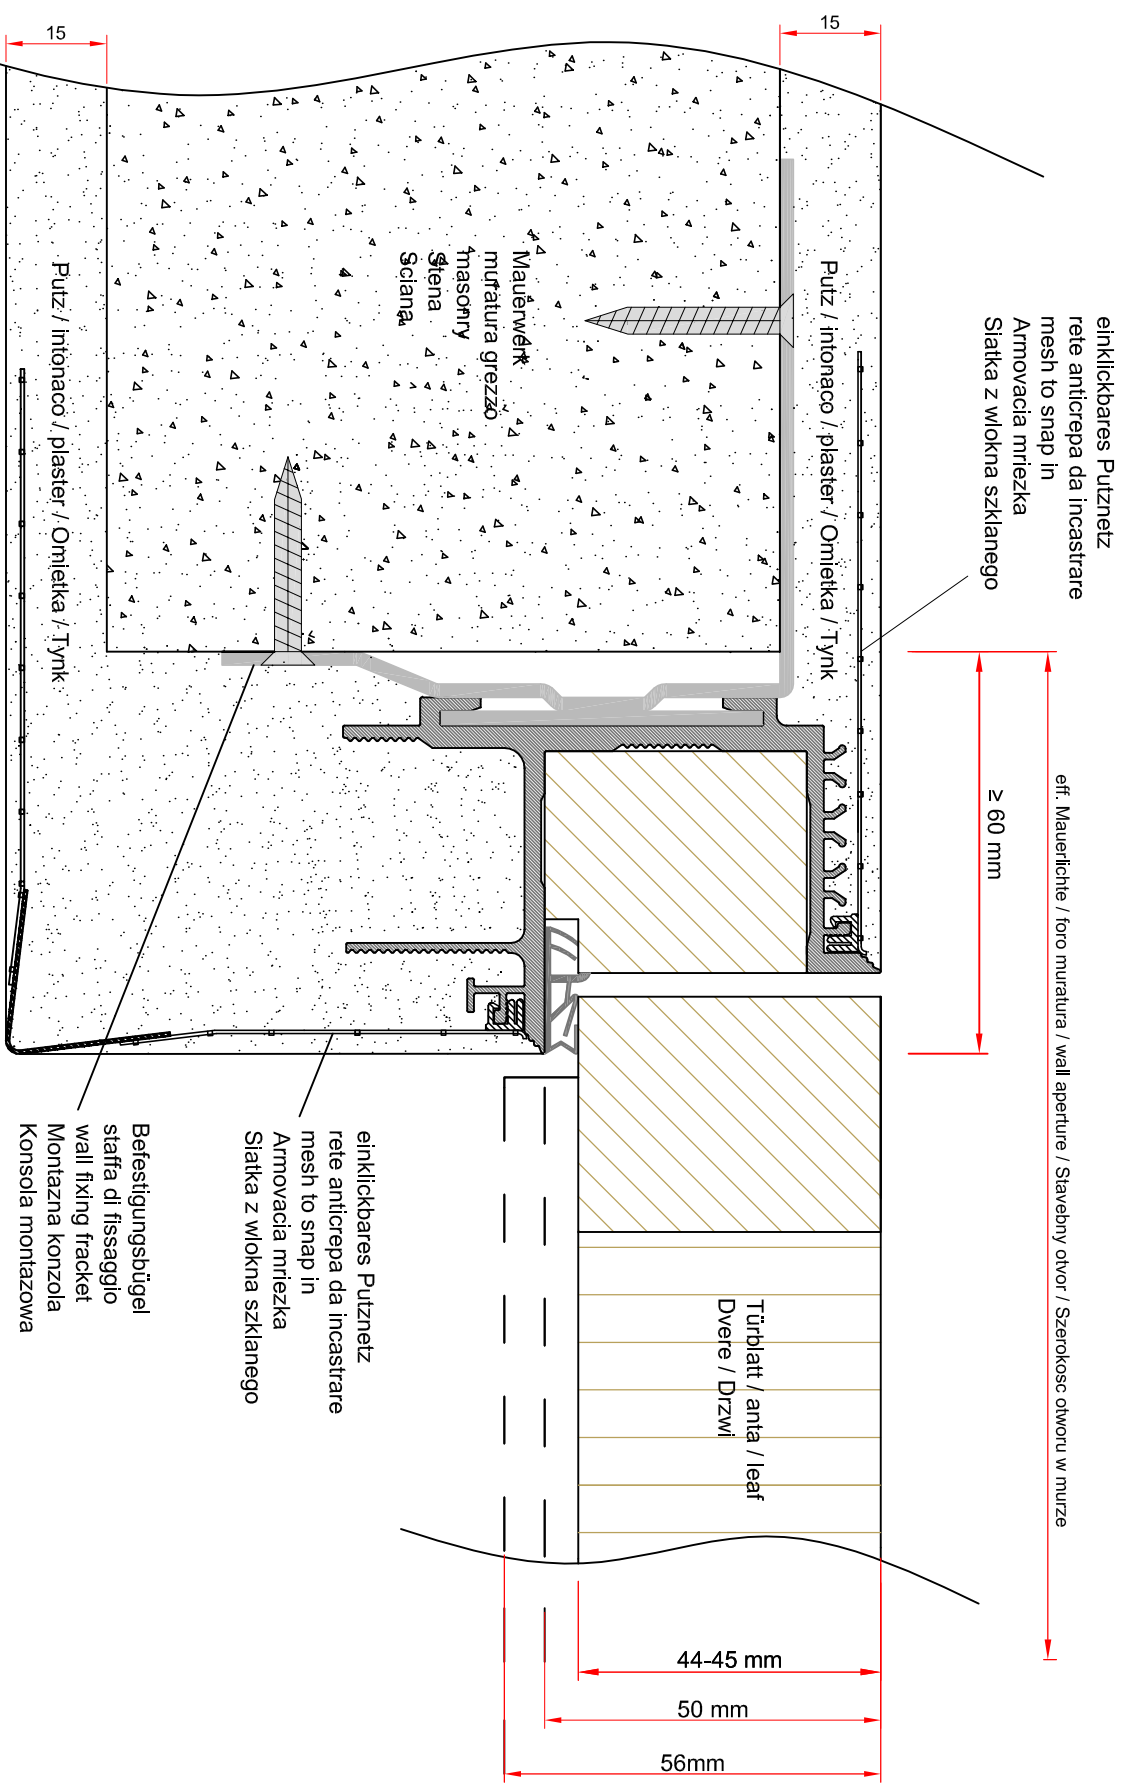 15
15
einklickbares Putznetz
rete anticrepa da incastrare
mesh to snap in
Armovacia mriezka
Siatka z wlokna szklanego
Putz / intonaco / plaster / Omietka / Tynk
Mauerwerk
muratura grezzo
masonry
Stena
Sciana
Putz / intonaco / plaster / Omietka / Tynk
≥ 60 mm
eff. Mauerlichte / foro muratura / wall aperture / Stavebny otvor / Szerokosc otworu w murze
einklickbares Putznetz
rete anticrepa da incastrare
mesh to snap in
Armovacia mriezka
Siatka z wlokna szklanego
Befestigungsbügel
staffa di fissaggio
wall fixing fracket
Montazna konzola
Konsola montazowa
Türblatt / anta / leaf
Dvere / Drzwi
44-45 mm
50 mm
56mm